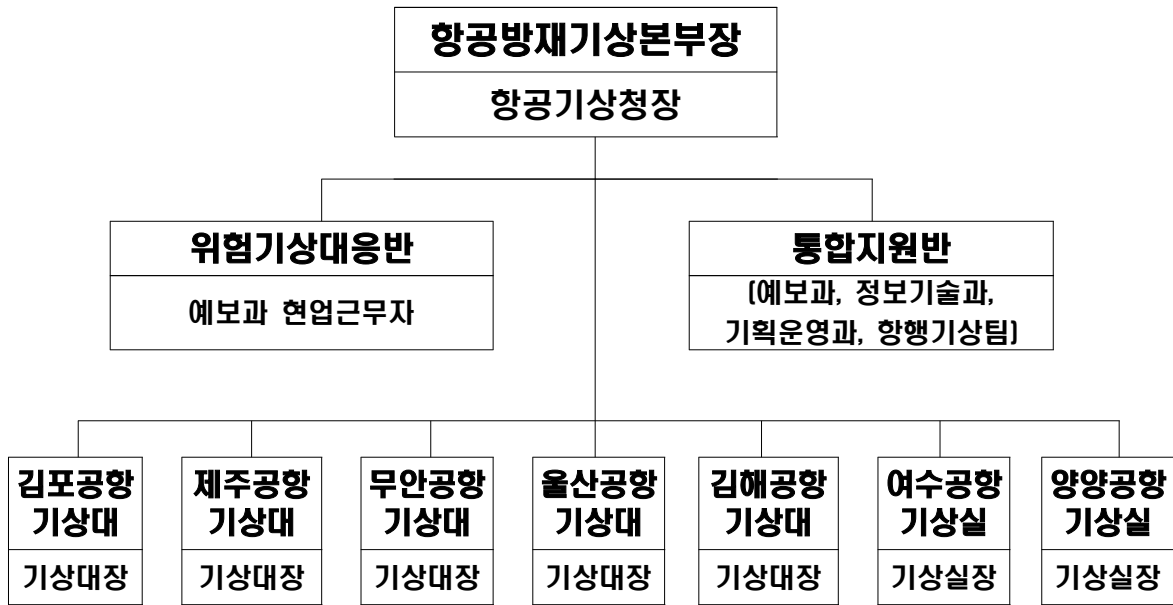 항공방재기상본부장
항공기상청장
위험기상대응반
예보과 현업근무자
통합지원반
(예보과, 정보기술과,
기획운영과, 항행기상팀)
김포공항
기상대
기상대장
제주공항
기상대
기상대장
무안공항
기상대
기상대장
울산공항
기상대
기상대장
김해공항
기상대
기상대장
여수공항
기상실
기상실장
양양공항
기상실
기상실장